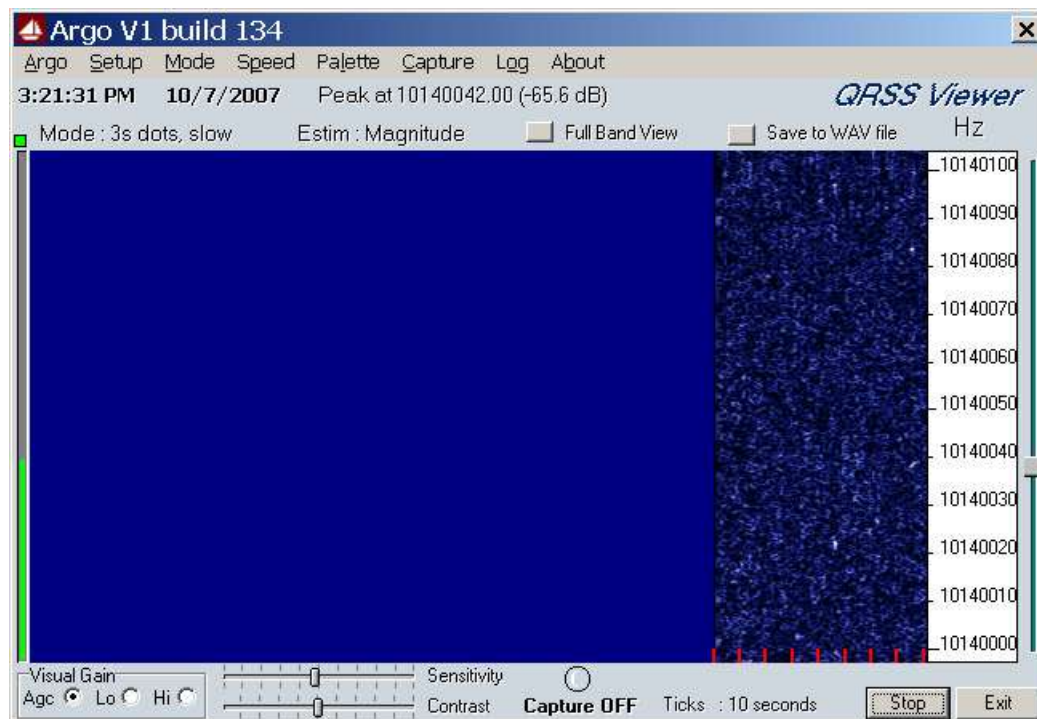 Argo V1 build 134
Argo Setup Mode Speed Palette Capture Log About
3:21:31 PM 10/7/2007 Peak at 10140042.00 (-65.6 dB) QRSS Viewer
Mode : 3s dots, slow Estim : Magnitude Full Band View Save to WAV file Hz
10140100
10140090
10140080
10140070
10140060
10140050
10140040
10140030
10140020
10140010
10140000
Visual Gain Sensitivity
Agc Lo Hi Contrast Capture OFF Ticks : 10 seconds Stop Exit